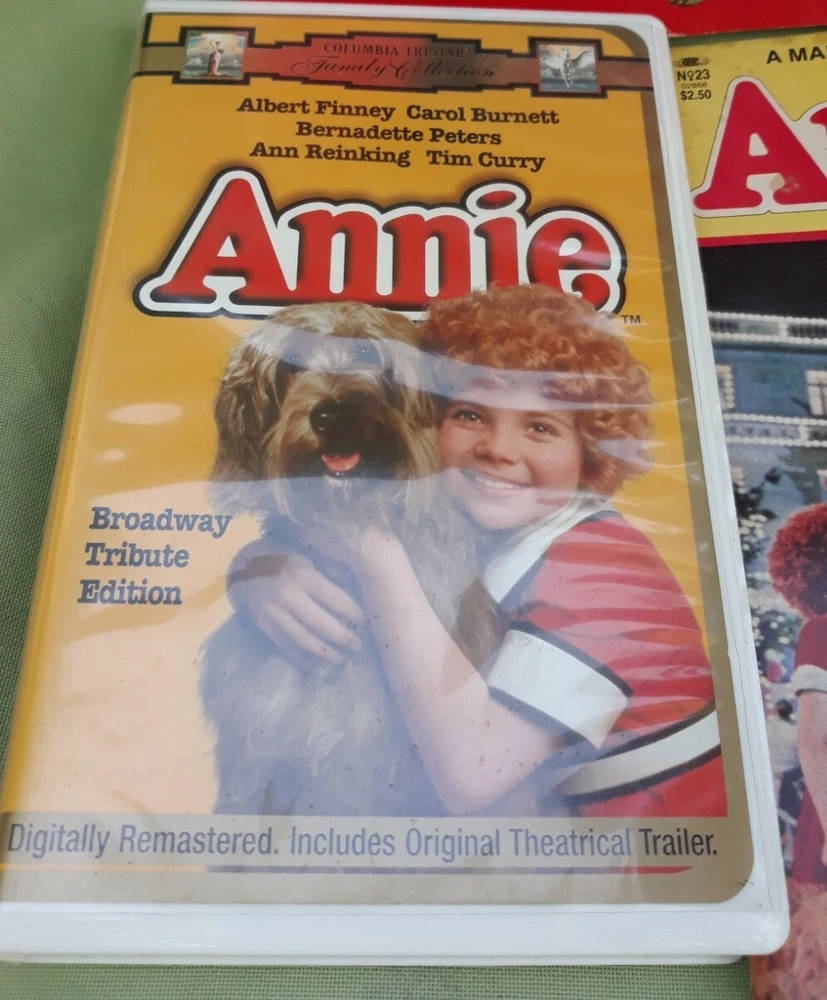 COLUMBIA TRISTAR
Family Collection
Albert Finney Carol Burnett
Bernadette Peters
Ann Reinking Tim Curry
Annie
TM
Broadway
Tribute
Edition
Digitally Remastered. Includes Original Theatrical Trailer.
Nº23
02868
$2.50
A MA
A